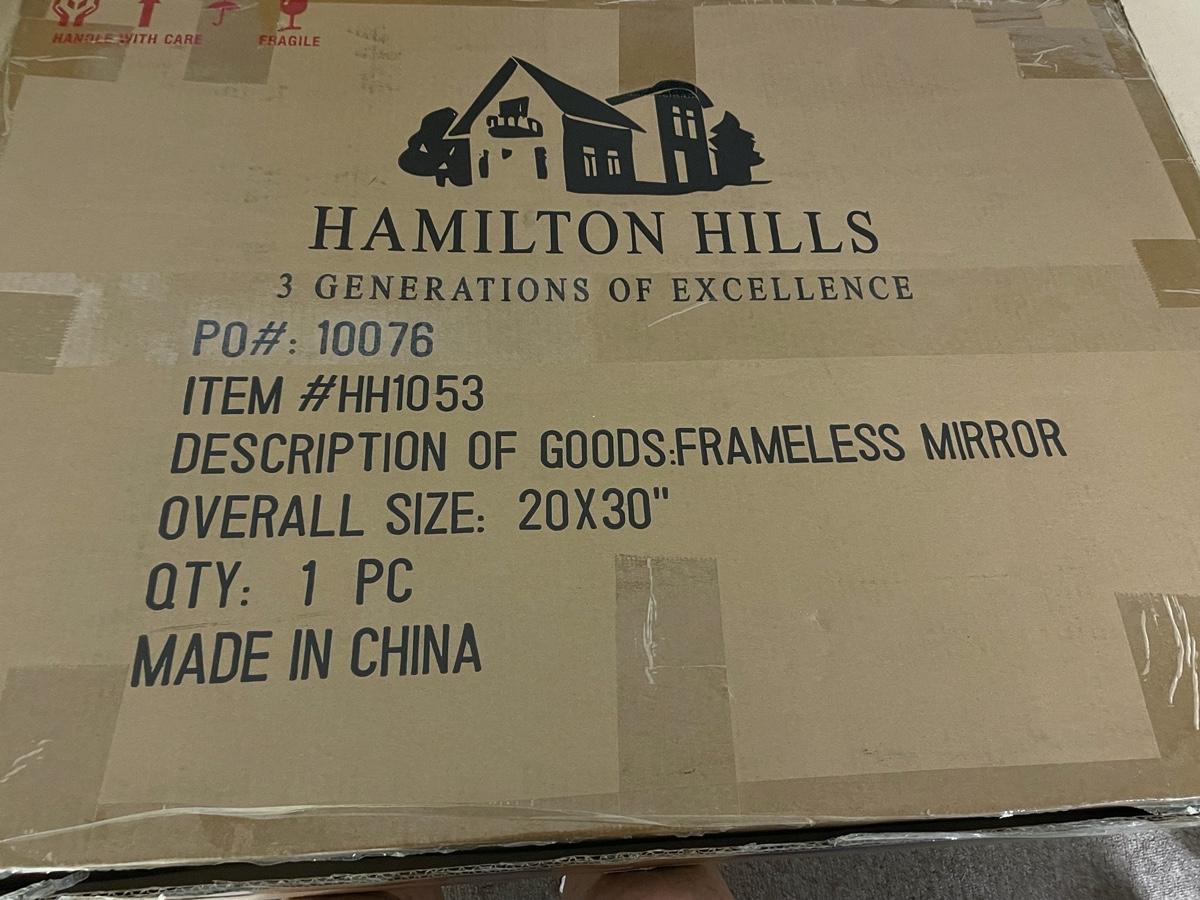 HANDLE WITH CARE FRAGILE
HAMILTON HILLS
3 GENERATIONS OF EXCELLENCE
PO#: 10076
ITEM #HH1053
DESCRIPTION OF GOODS:FRAMELESS MIRROR
OVERALL SIZE: 20X30"
QTY: 1 PC
MADE IN CHINA